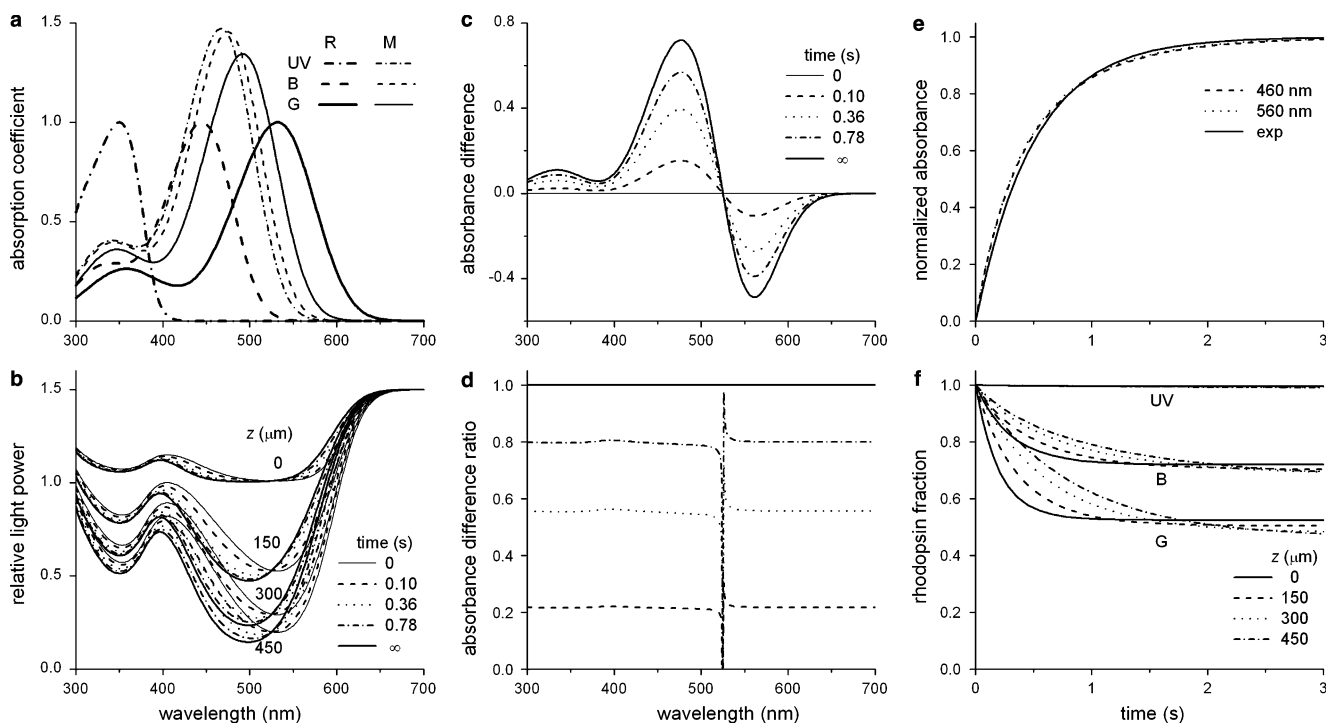 a
1.5
1.0
0.5
0.0
300 400 500 600 700
absorption coefficient
R M
UV
B
G
b
1.5
1.0
0.5
0.0
300 400 500 600 700
relative light power
wavelength (nm)
z (μm)
0
150
300
450
time (s)
0
0.10
0.36
0.78
∞
c
0.8
0.4
0.0
-0.4
300 400 500 600 700
absorbance difference
time (s)
0
0.10
0.36
0.78
∞
d
1.0
0.8
0.6
0.4
0.2
0.0
300 400 500 600 700
absorbance difference ratio
wavelength (nm)
e
1.0
0.8
0.6
0.4
0.2
0.0
0 1 2 3
normalized absorbance
460 nm
560 nm
exp
f
1.0
0.8
0.6
0.4
0.2
0.0
0 1 2 3
rhodopsin fraction
time (s)
UV
B
G
z (μm)
0
150
300
450